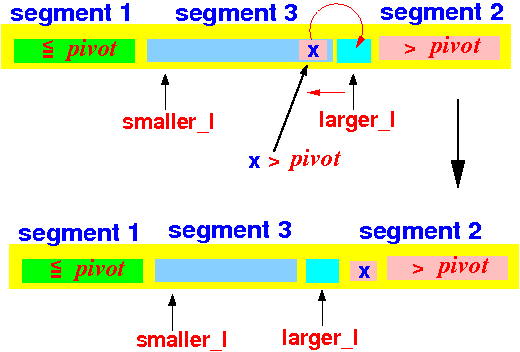 segment 1 segment 3 segment 2
≦ pivot x > pivot
smaller_l larger_l
x > pivot
segment 1 segment 3 segment 2
≦ pivot x > pivot
smaller_l larger_l